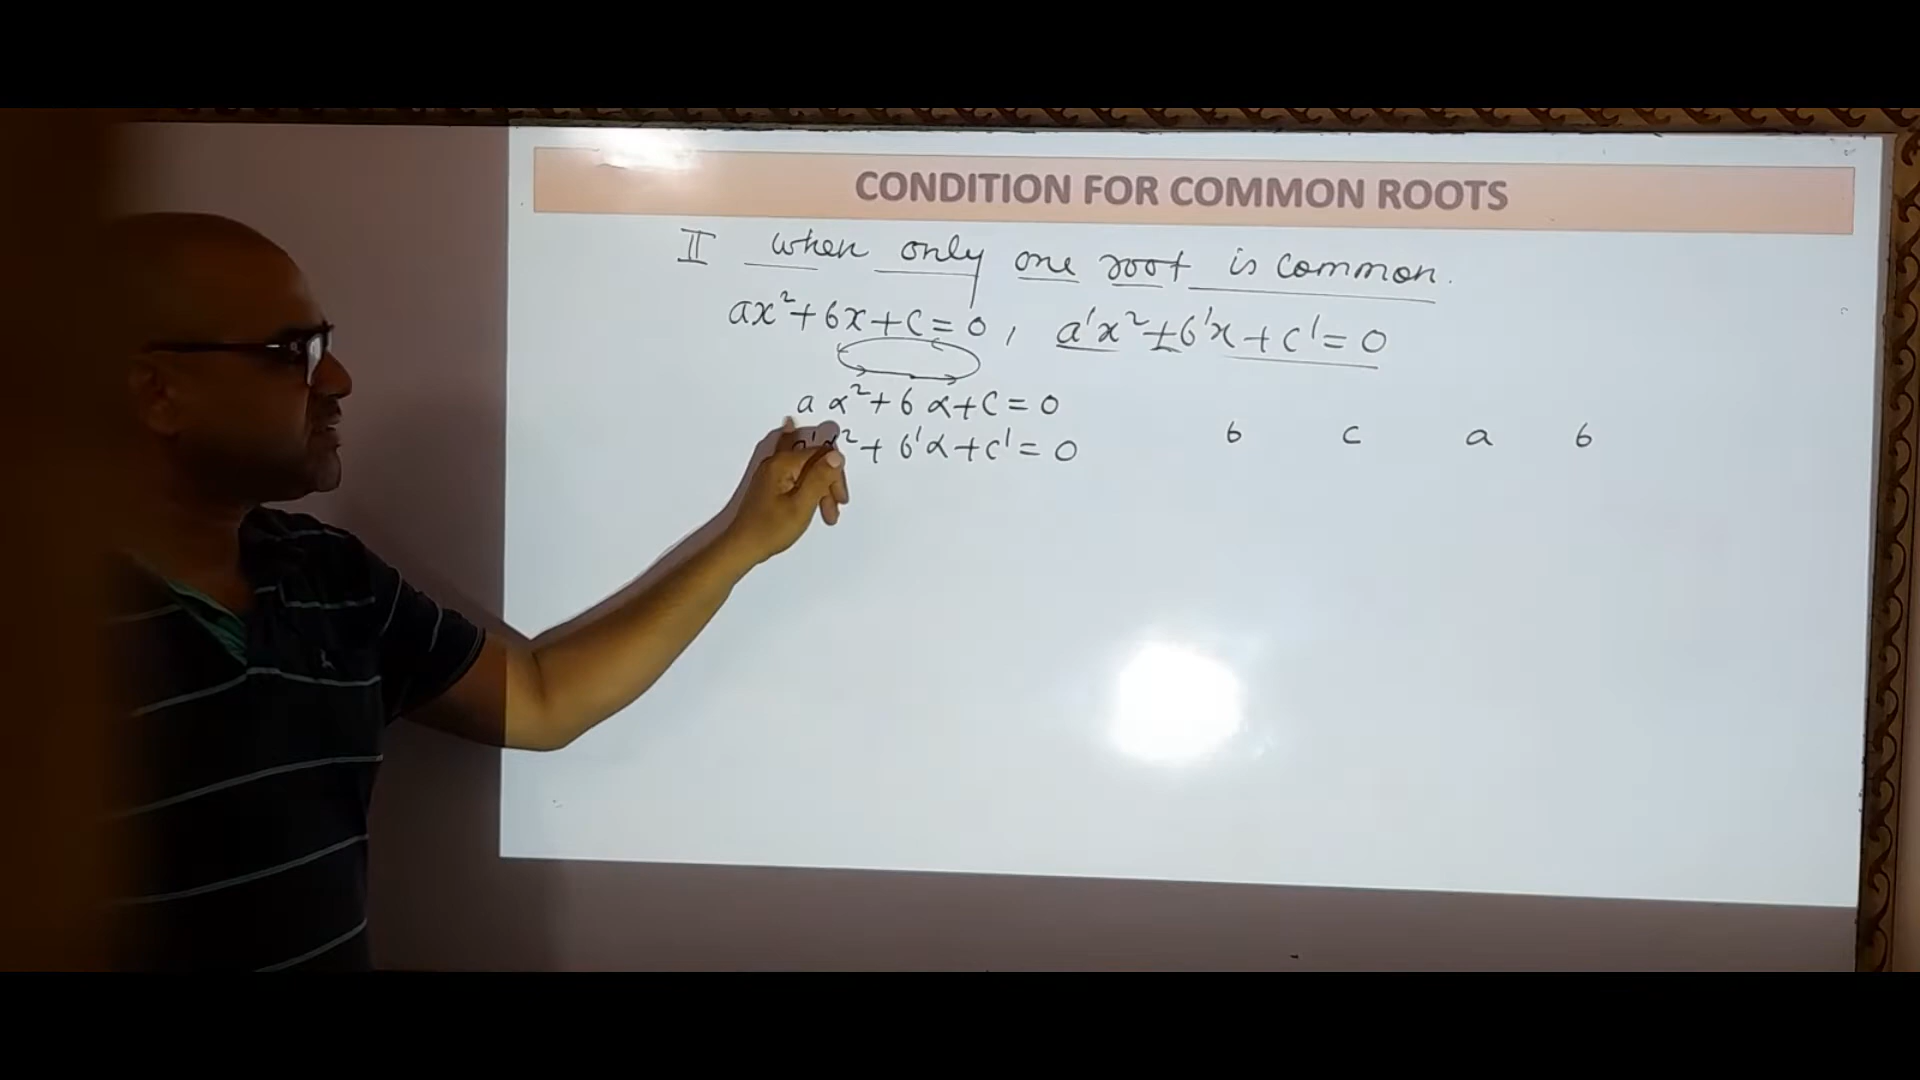 CONDITION FOR COMMON ROOTS
II when only one root is common.
ax²+bx+c=0, a'x²+b'x+c'=0
aα²+bα+c=0
a'α²+b'α+c'=0
b c a b